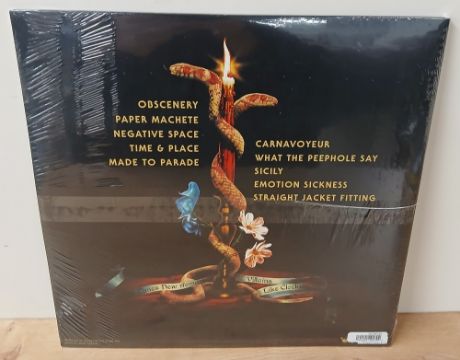 OBSCENERY
PAPER MACHETE
NEGATIVE SPACE
TIME & PLACE
MADE TO PARADE
CARNAVOYEUR
WHAT THE PEEPHOLE SAY
SICILY
EMOTION SICKNESS
STRAIGHT JACKET FITTING